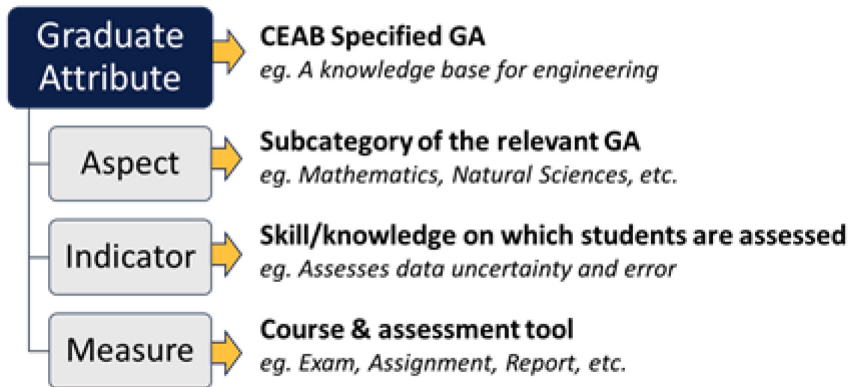 Graduate
Attribute
CEAB Specified GA
eg. A knowledge base for engineering
Aspect
Subcategory of the relevant GA
eg. Mathematics, Natural Sciences, etc.
Indicator
Skill/knowledge on which students are assessed
eg. Assesses data uncertainty and error
Measure
Course & assessment tool
eg. Exam, Assignment, Report, etc.